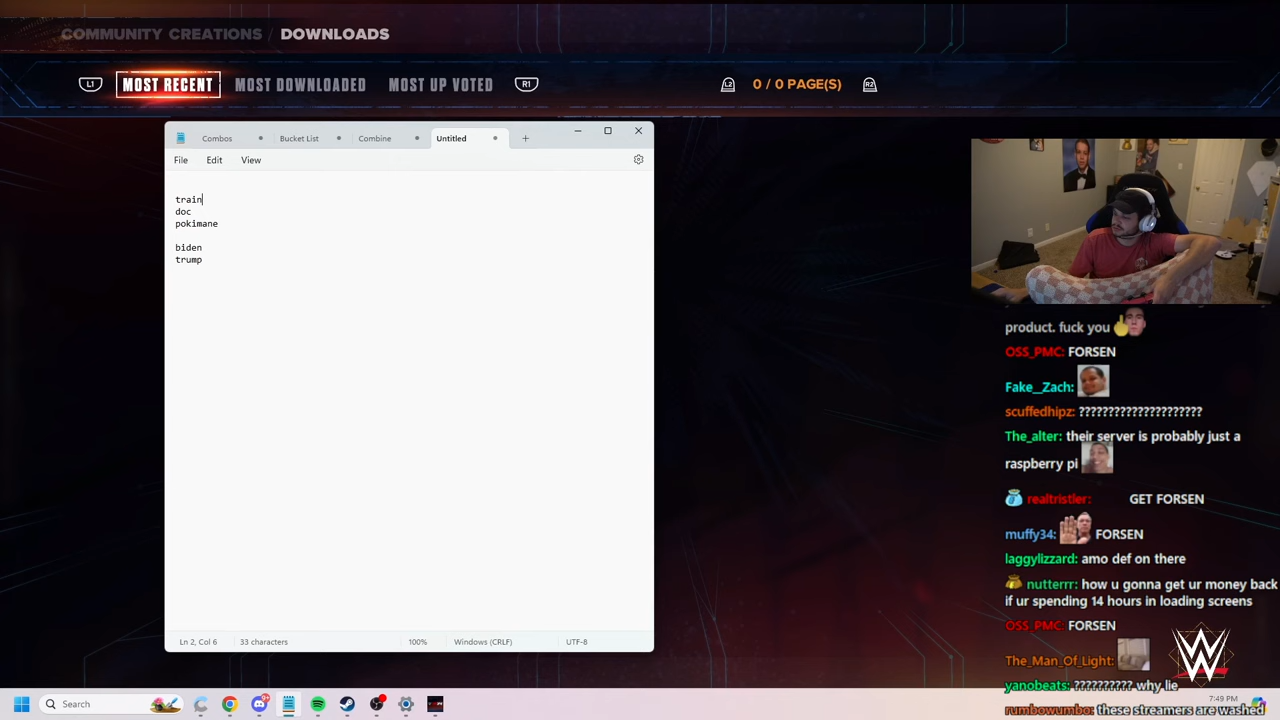 COMMUNITY CREATIONS / DOWNLOADS
L1 MOST RECENT MOST DOWNLOADED MOST UP VOTED R1 L2 0 / 0 PAGE(S) R2
Combos Bucket List Combine Untitled
File Edit View
train
doc
pokimane
biden
trump
Ln 2, Col 6 33 characters 100% Windows (CRLF) UTF-8
product. fuck you
OSS_PMC: FORSEN
Fake__Zach:
scuffedhipz: ?????????????????????
The_alter: their server is probably just a
raspberry pi
realtristler: GET FORSEN
muffy34: FORSEN
laggylizzard: amo def on there
nutterrr: how u gonna get ur money back
if ur spending 14 hours in loading screens
OSS_PMC: FORSEN
The_Man_Of_Light:
yanobeats: ?????????? why lie
rumbowumbo: these streamers are washed
Search
7:49 PM